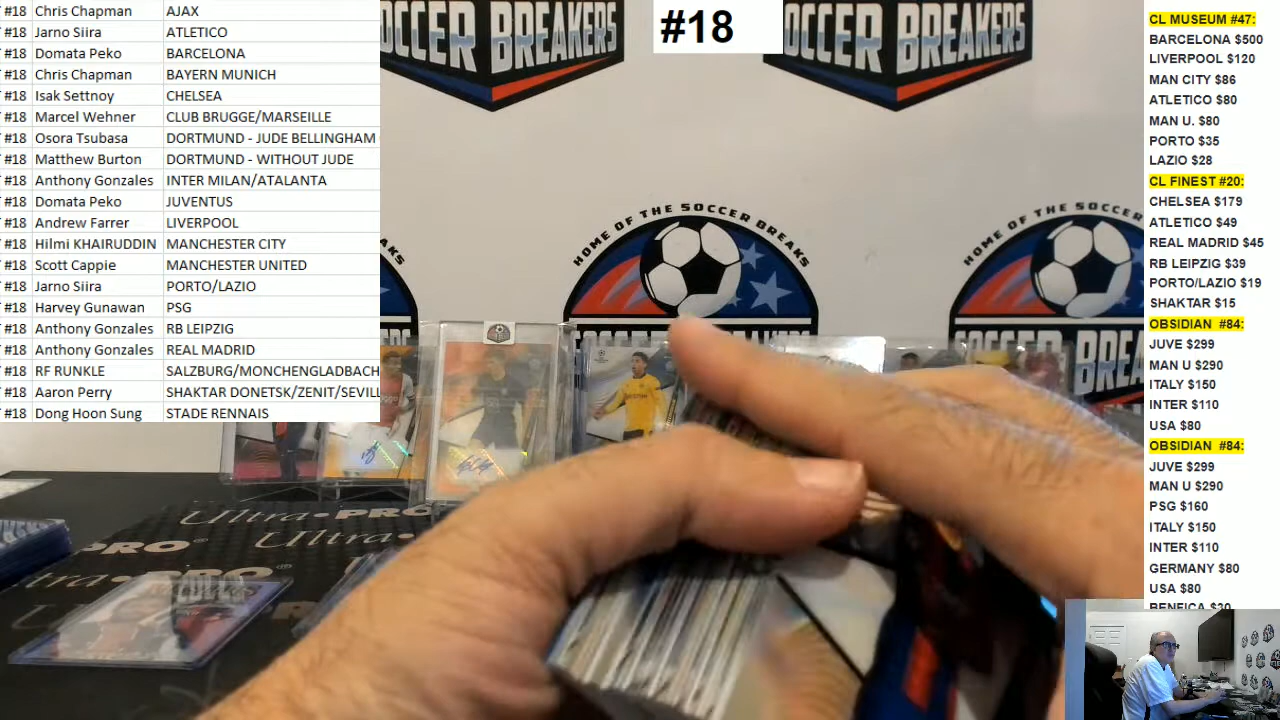 #18 Chris Chapman AJAX
#18 Jarno Siira ATLETICO
#18 Domata Peko BARCELONA
#18 Chris Chapman BAYERN MUNICH
#18 Isak Settnoy CHELSEA
#18 Marcel Wehner CLUB BRUGGE/MARSEILLE
#18 Osora Tsubasa DORTMUND - JUDE BELLINGHAM
#18 Matthew Burton DORTMUND - WITHOUT JUDE
#18 Anthony Gonzales INTER MILAN/ATALANTA
#18 Domata Peko JUVENTUS
#18 Andrew Farrer LIVERPOOL
#18 Hilmi KHAIRUDDIN MANCHESTER CITY
#18 Scott Cappie MANCHESTER UNITED
#18 Jarno Siira PORTO/LAZIO
#18 Harvey Gunawan PSG
#18 Anthony Gonzales RB LEIPZIG
#18 Anthony Gonzales REAL MADRID
#18 RF RUNKLE SALZBURG/MONCHENGLADBACH
#18 Aaron Perry SHAKTAR DONETSK/ZENIT/SEVILL
#18 Dong Hoon Sung STADE RENNAIS
#18
OCCER BREAKERS
SOCCER BREAKERS
HOME OF THE SOCCER BREAKS
SOCCER BREAKERS
HOME OF THE SOCCER
BREA
AKS
Ultra PRO
PRO Ultra
PRO
CL MUSEUM #47:
BARCELONA $500
LIVERPOOL $120
MAN CITY $86
ATLETICO $80
MAN U. $80
PORTO $35
LAZIO $28
CL FINEST #20:
CHELSEA $179
ATLETICO $49
REAL MADRID $45
RB LEIPZIG $39
PORTO/LAZIO $19
SHAKTAR $15
OBSIDIAN #84:
JUVE $299
MAN U $290
ITALY $150
INTER $110
USA $80
OBSIDIAN #84:
JUVE $299
MAN U $290
PSG $160
ITALY $150
INTER $110
GERMANY $80
USA $80
BENFICA $30